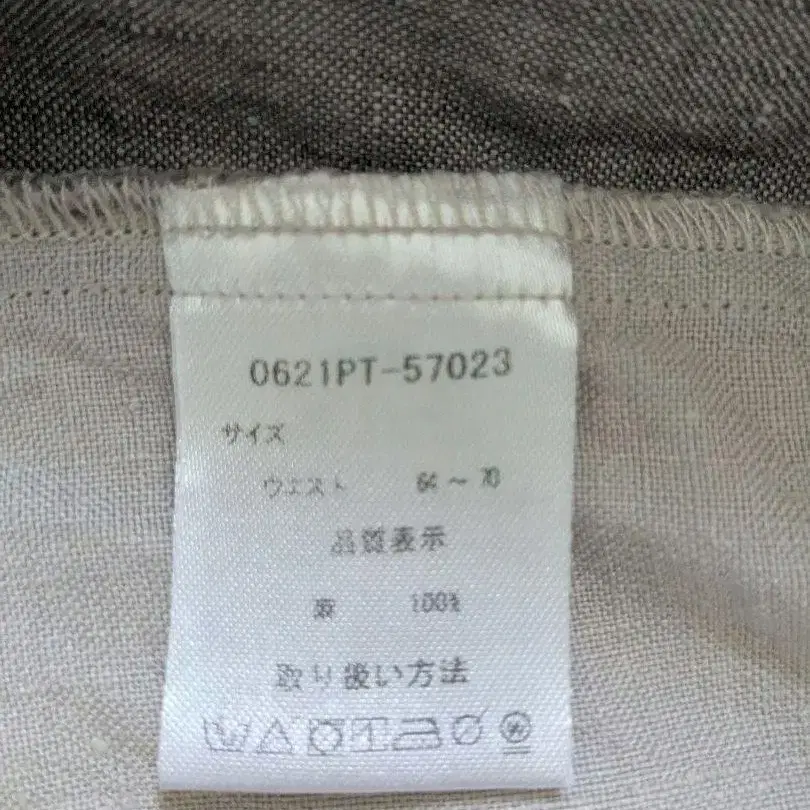 0621PT-57023
サイズ
ウエスト 64～70
品質表示
麻 100%
取り扱い方法